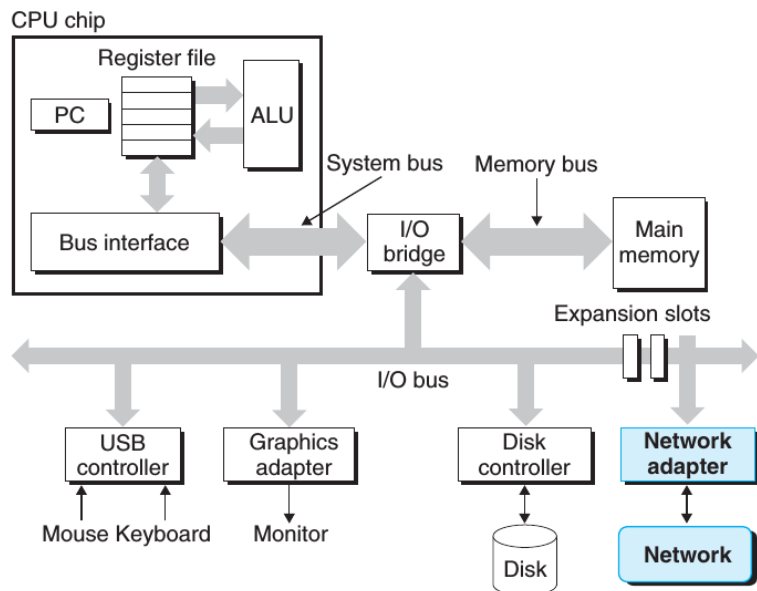 CPU chip
Register file
PC
ALU
System bus
Memory bus
Bus interface
I/O
bridge
Main
memory
Expansion slots
I/O bus
USB
controller
Graphics
adapter
Disk
controller
Network
adapter
Mouse Keyboard
Monitor
Disk
Network